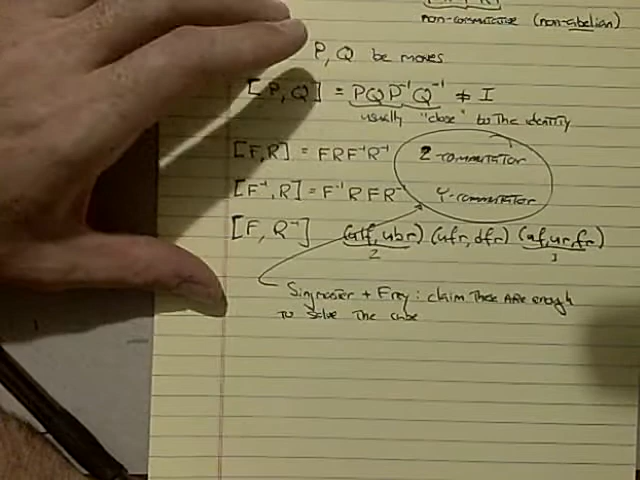 non-commutative (non-abelian)
P, Q be moves
[P, Q] = PQP⁻¹Q⁻¹ ≠ I
usually "close" to the identity
[F,R] = FRF⁻¹R⁻¹ Z-commutator
[F⁻¹, R] = F⁻¹RFR⁻¹ Y-commutator
[F, R⁻¹] ubr) (ufr, dfr) (uf,ur,fr)
2 3
Singmaster + Frey: claim these are enough
to solve the cube